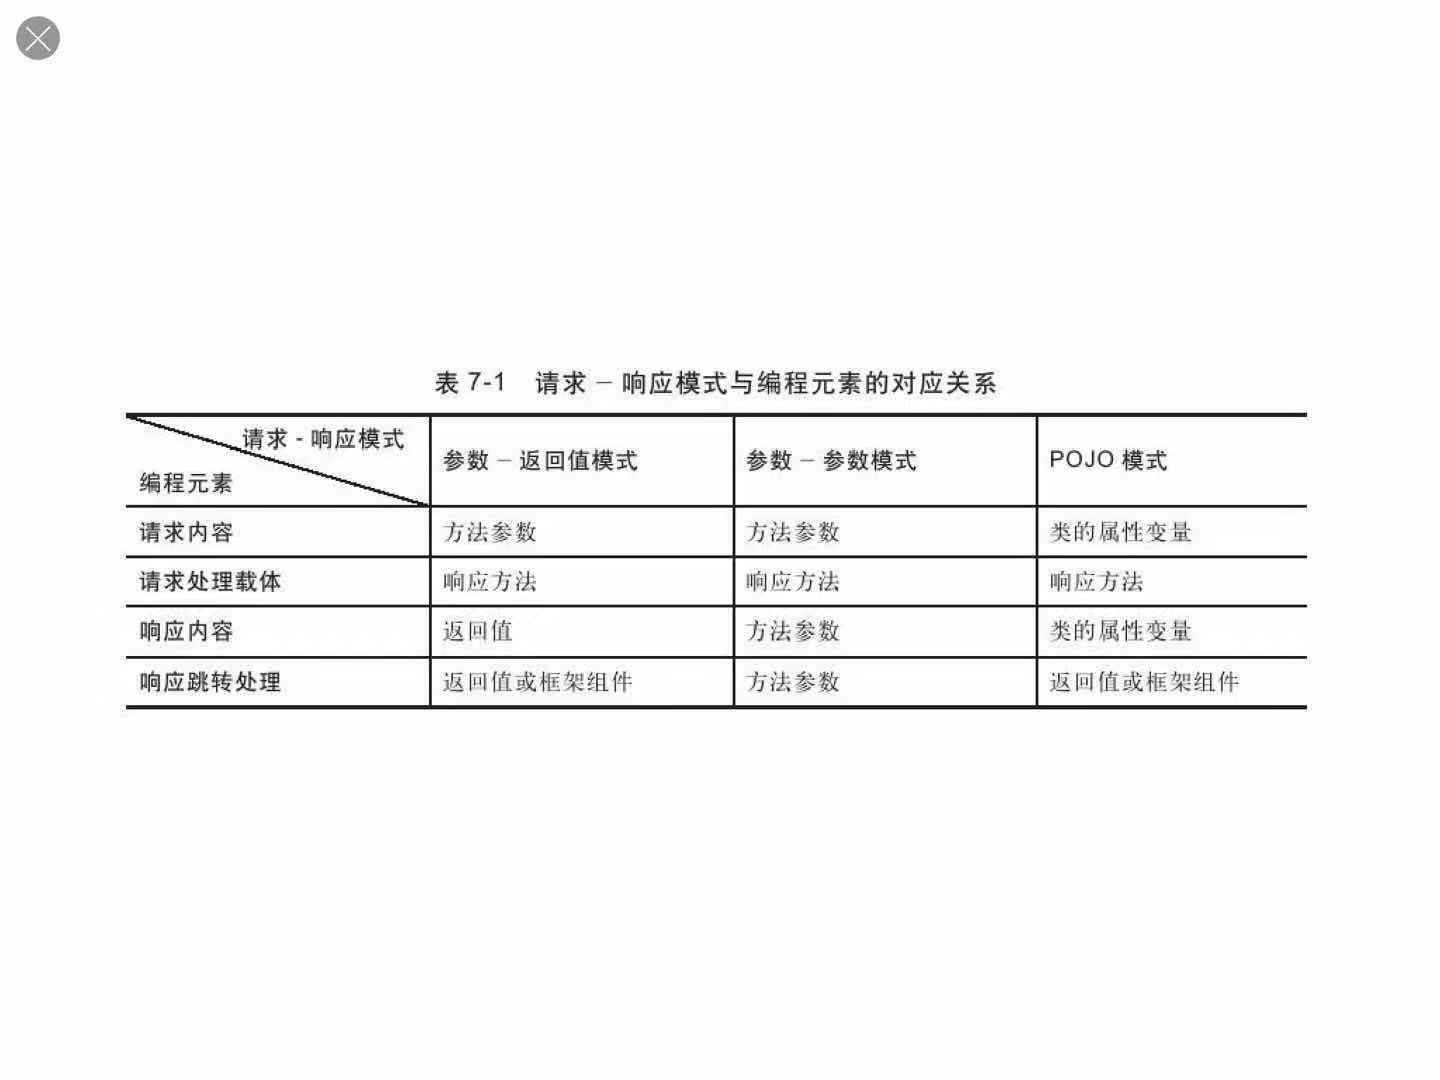 表 7-1 请求 – 响应模式与编程元素的对应关系
请求 - 响应模式
编程元素
参数 – 返回值模式
参数 – 参数模式
POJO 模式
请求内容 方法参数 方法参数 类的属性变量
请求处理载体 响应方法 响应方法 响应方法
响应内容 返回值 方法参数 类的属性变量
响应跳转处理 返回值或框架组件 方法参数 返回值或框架组件